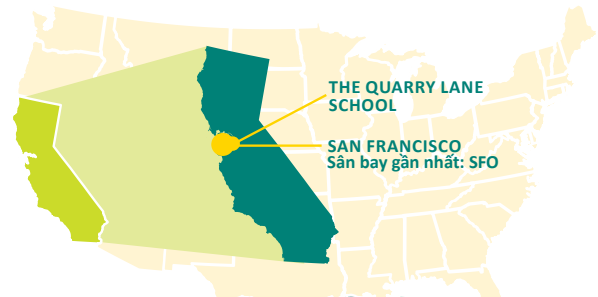 THE QUARRY LANE
SCHOOL
SAN FRANCISCO
Sân bay gần nhất: SFO